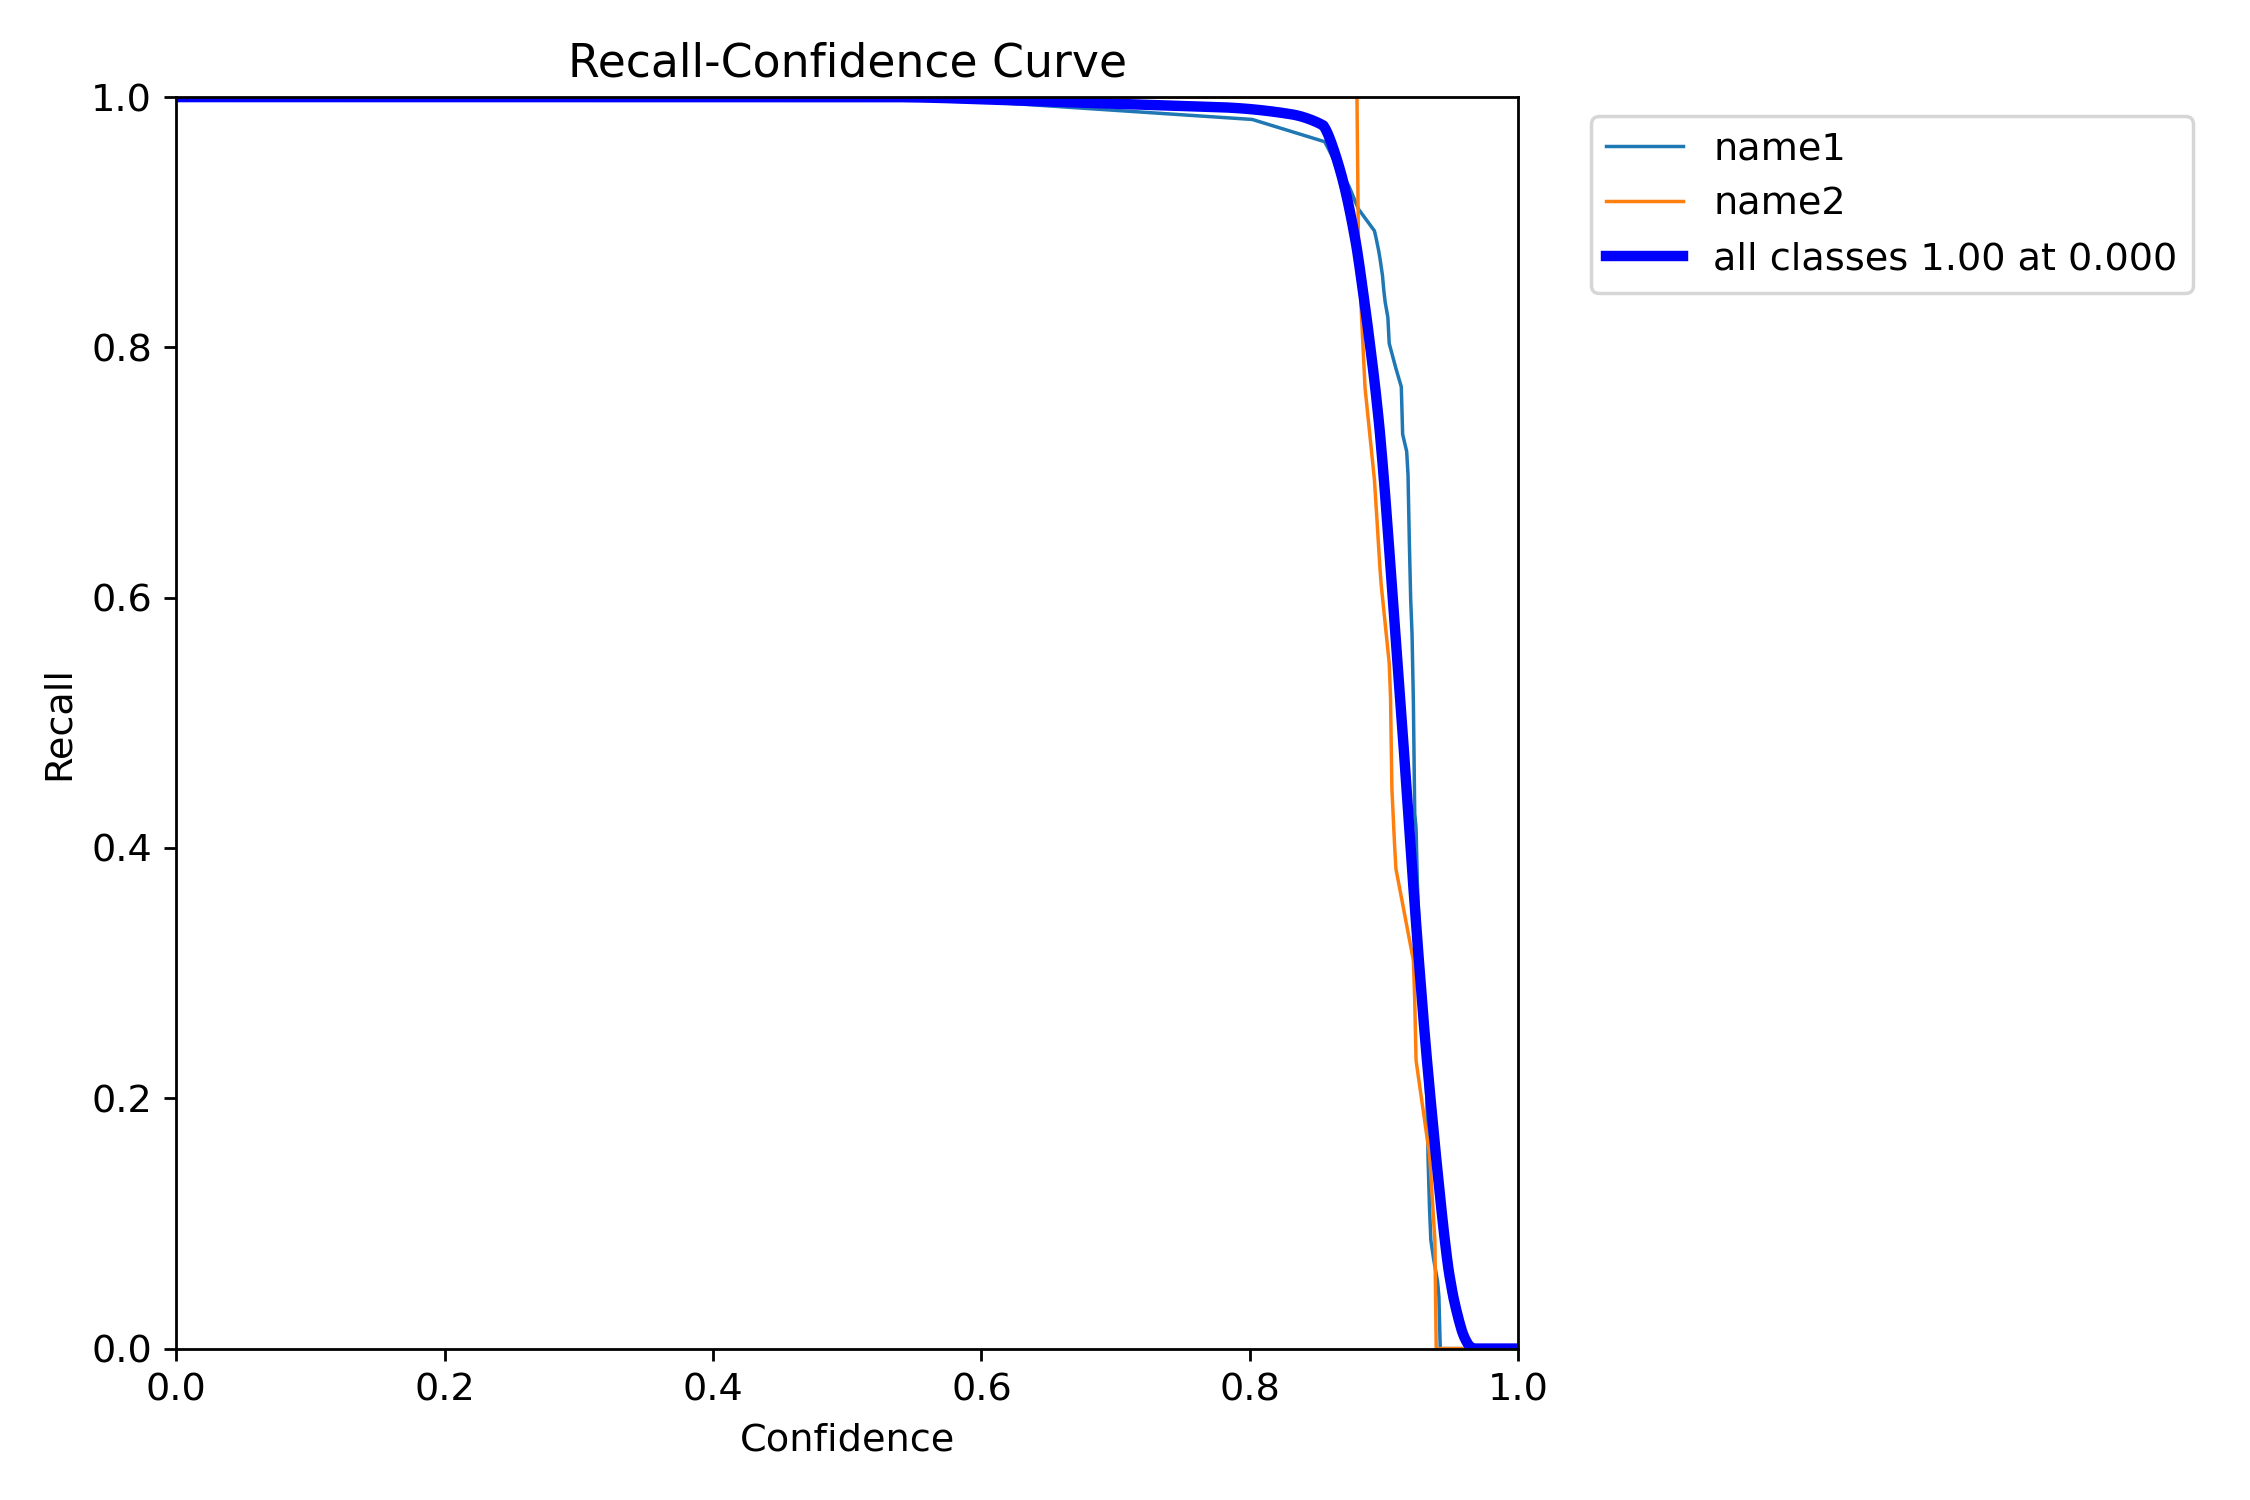 Recall-Confidence Curve
1.0
0.8
0.6
0.4
0.2
0.0
Recall
0.0 0.2 0.4 0.6 0.8 1.0
Confidence
name1
name2
all classes 1.00 at 0.000